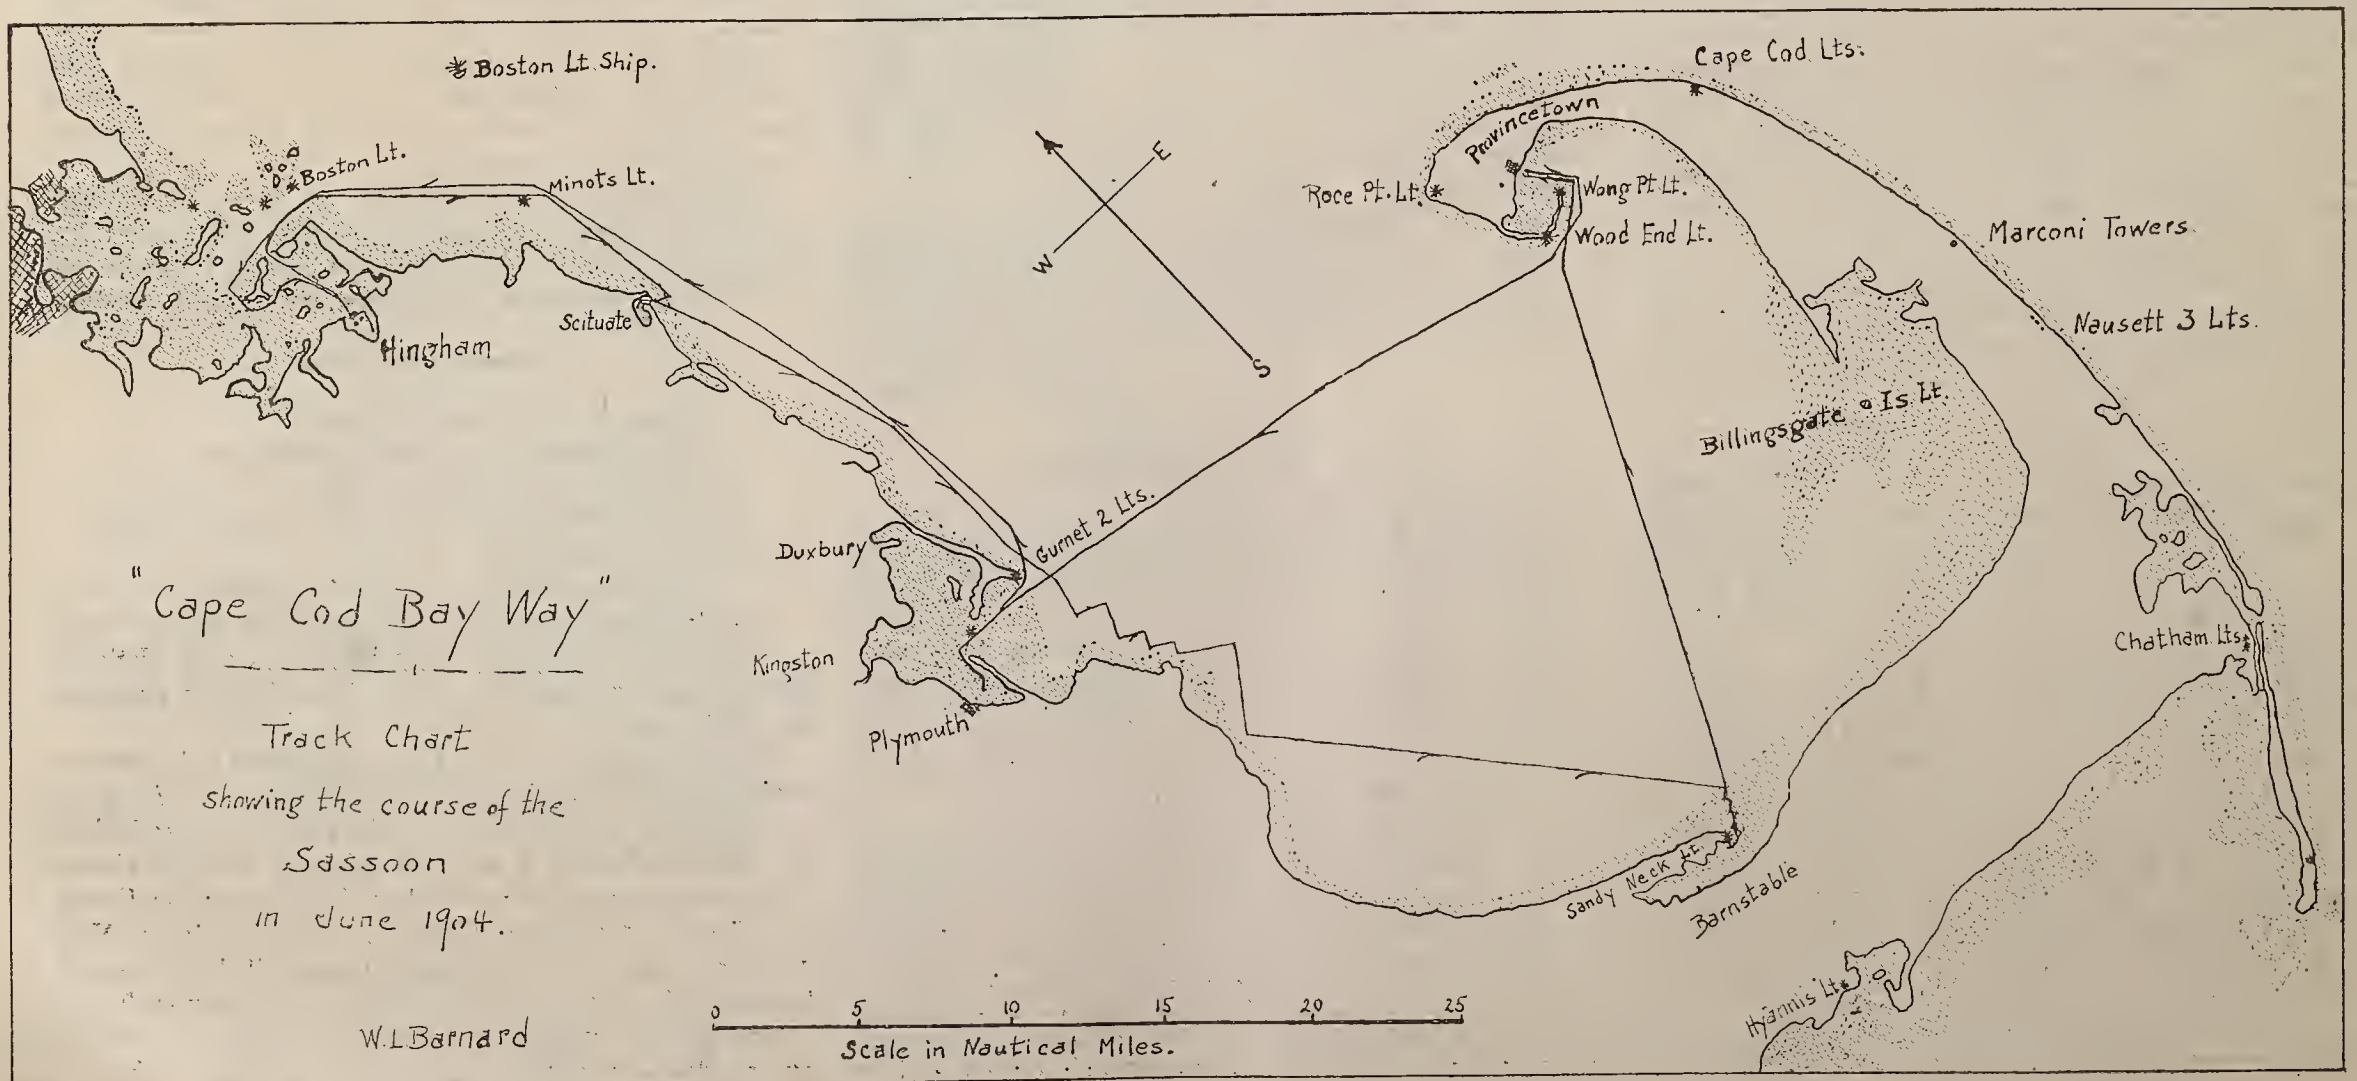 Boston Lt. Ship.
Cape Cod. Lts.
Boston Lt.
Minots Lt.
E
W
S
Provincetown
Roce Pt. Lt.
Wong Pt Lt.
Wood End Lt.
Marconi Towers
Nausett 3 Lts.
Scituate
Hingham
Billingsgate Is Lt.
Duxbury
Gurnet 2 Lts.
Kingston
Plymouth
Chatham. Lts.
"Cape Cod Bay Way"
Track Chart
showing the course of the
Sassoon
in June 1904.
W.L Barnard
Sandy Neck Lt
Barnstable
Hyannis Lt.
0 5 10 15 20 25
Scale in Nautical Miles.